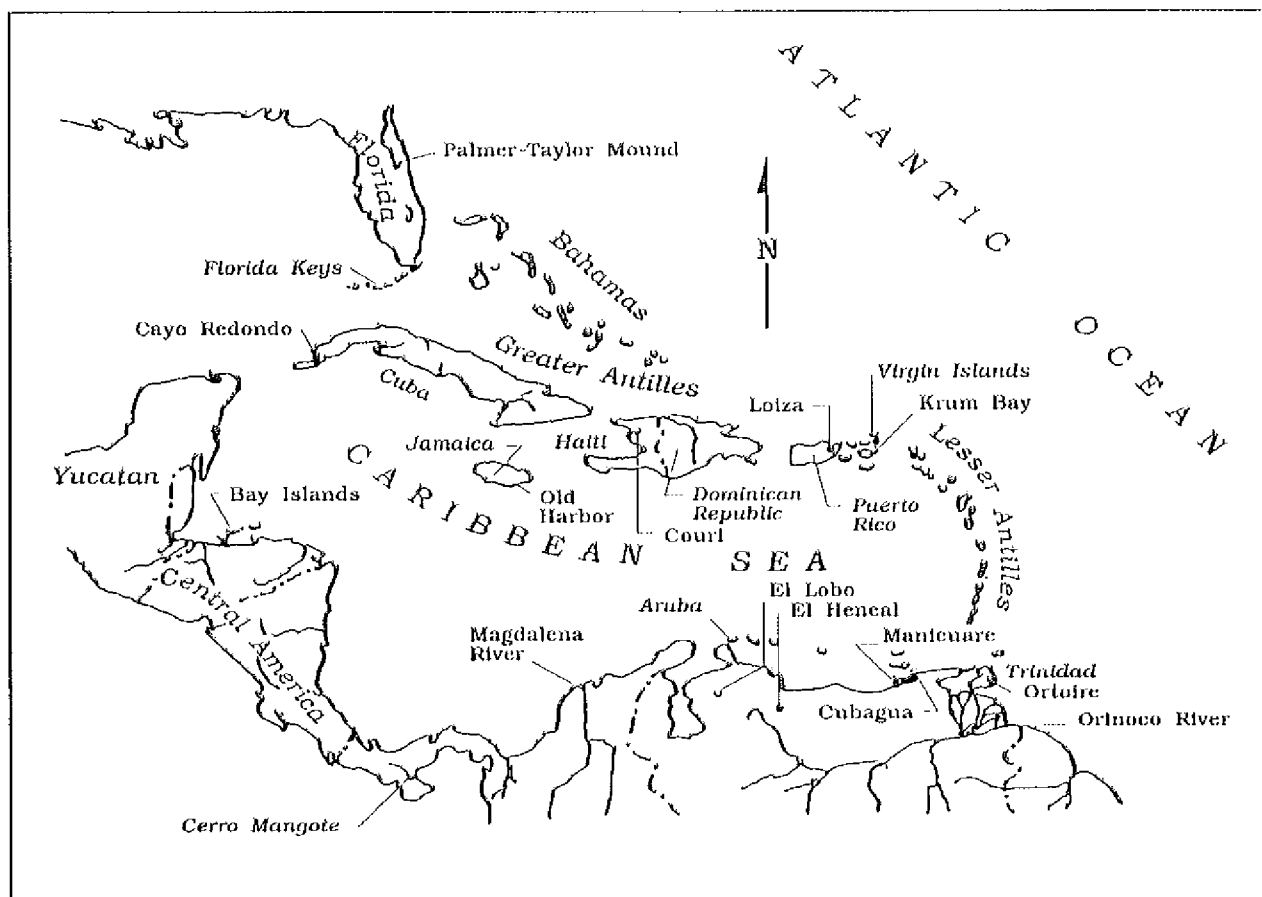 ATLANTIC OCEAN
Florida
Palmer-Taylor Mound
N
Bahamas
Florida Keys
Cayo Redondo
Greater Antilles
Cuba
Virgin Islands
Loiza
Krum Bay
Lesser Antilles
Jamaica
Haiti
Yucatan
Bay Islands
Old
Harbor
Dominican
Republic
Puerto
Rico
Couri
CARIBBEAN SEA
Central America
El Lobo
El Heneal
Aruba
Magdalena
River
Manicuare
Trinidad
Ortoire
Cubagua
Orinoco River
Cerro Mangote